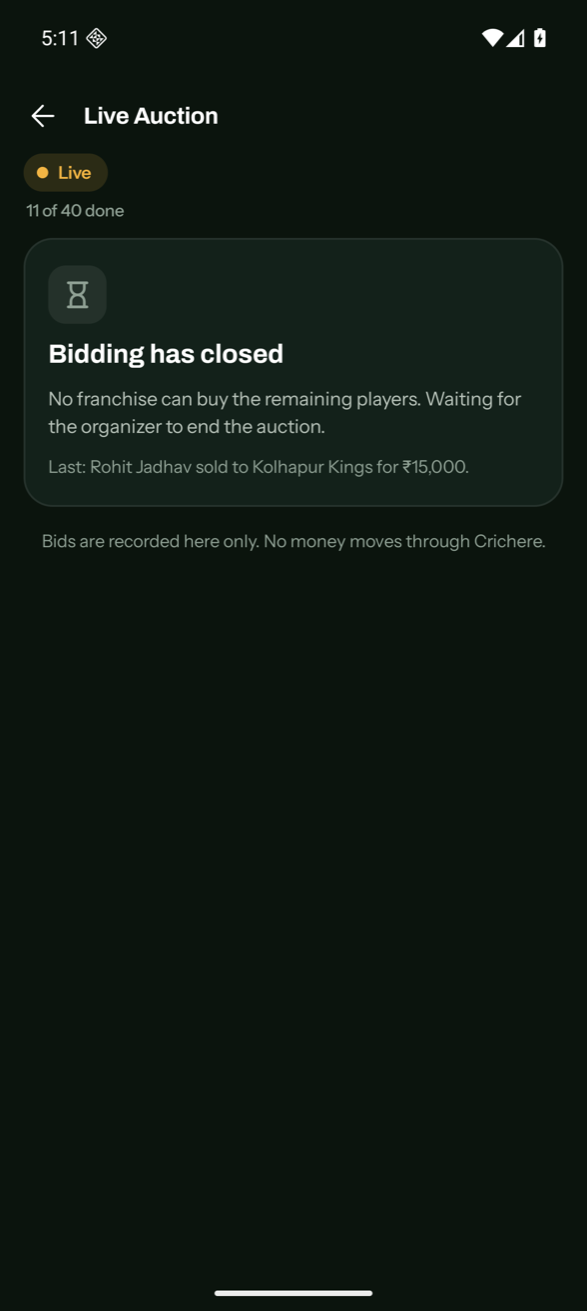 5:11
Live Auction
Live
11 of 40 done
Bidding has closed
No franchise can buy the remaining players. Waiting for
the organizer to end the auction.
Last: Rohit Jadhav sold to Kolhapur Kings for ₹15,000.
Bids are recorded here only. No money moves through Crichere.